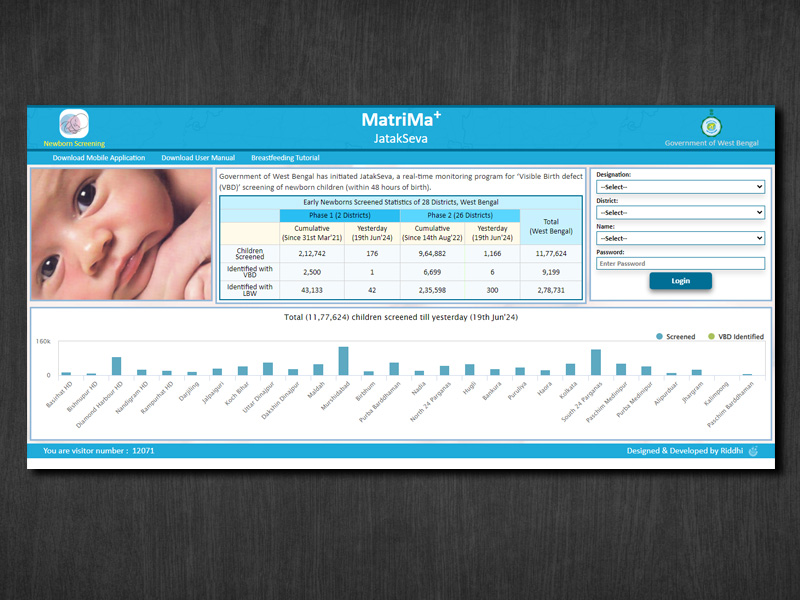 MatriMa+
JatakSeva
Newborn Screening
Government of West Bengal
Download Mobile Application Download User Manual Breastfeeding Tutorial
Government of West Bengal has initiated JatakSeva, a real-time monitoring program for 'Visible Birth defect
(VBD)' screening of newborn children (within 48 hours of birth).
Early Newborns Screened Statistics of 28 Districts, West Bengal
Phase 1 (2 Districts) Phase 2 (26 Districts) Total
(West Bengal)
Cumulative
(Since 31st Mar'21) Yesterday
(19th Jun'24) Cumulative
(Since 14th Aug'22) Yesterday
(19th Jun'24)
Children
Screened 2,12,742 176 9,64,882 1,166 11,77,624
Identified with
VBD 2,500 1 6,699 6 9,199
Identified with
LBW 43,133 42 2,35,598 300 2,78,731
Designation:
--Select--
District:
--Select--
Name:
--Select--
Password:
Enter Password
Login
Total (11,77,624) children screened till yesterday (19th Jun'24)
Screened VBD Identified
160k
0
Basirhat HD
Bishnupur HD
Diamond Harbour HD
Nandigram HD
Rampurhat HD
Darjiling
Jalpaiguri
Koch Bihar
Uttar Dinajpur
Dakshin Dinajpur
Maldah
Murshidabad
Birbhum
Purba Barddhaman
Nadia
North 24 Parganas
Hugli
Bankura
Puruliya
Haora
Kolkata
South 24 Parganas
Paschim Medinipur
Purba Medinipur
Alipurduar
Jhargram
Kalimpong
Paschim Barddhaman
You are visitor number : 12071
Designed & Developed by Riddhi